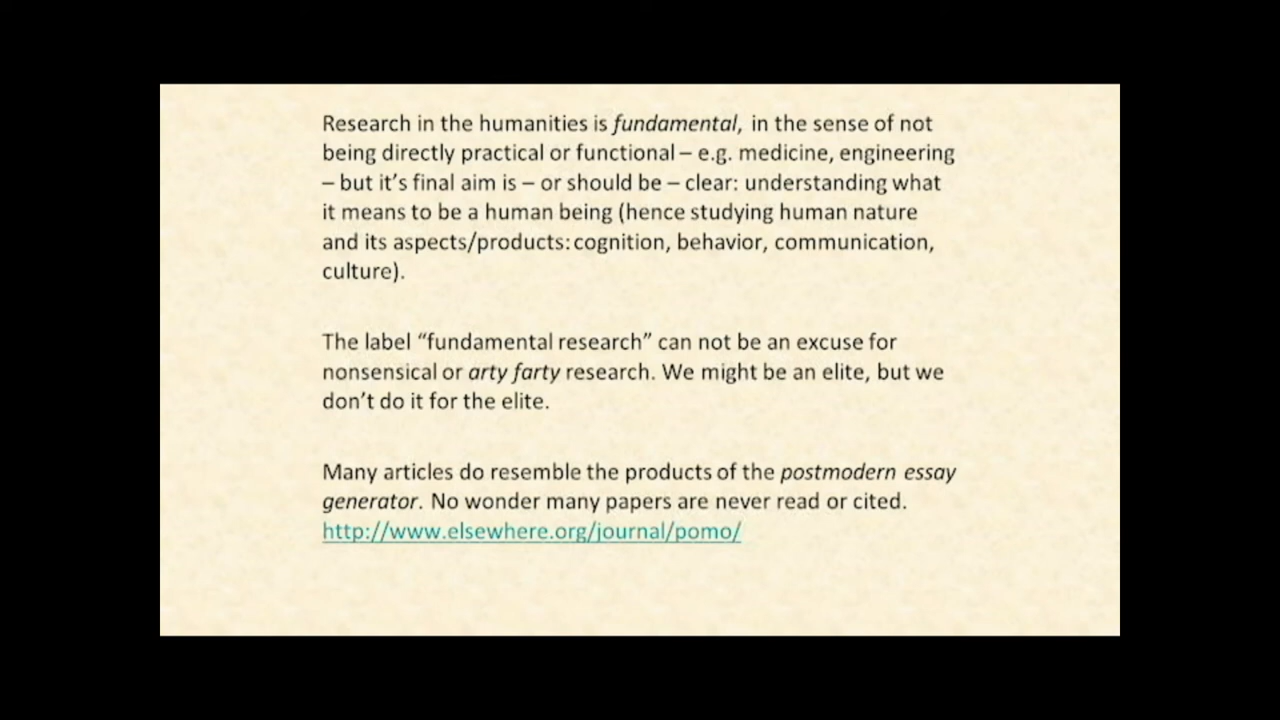 Research in the humanities is fundamental, in the sense of not
being directly practical or functional – e.g. medicine, engineering
– but it’s final aim is – or should be – clear: understanding what
it means to be a human being (hence studying human nature
and its aspects/products: cognition, behavior, communication,
culture).
The label “fundamental research” can not be an excuse for
nonsensical or arty farty research. We might be an elite, but we
don’t do it for the elite.
Many articles do resemble the products of the postmodern essay
generator. No wonder many papers are never read or cited.
http://www.elsewhere.org/journal/pomo/